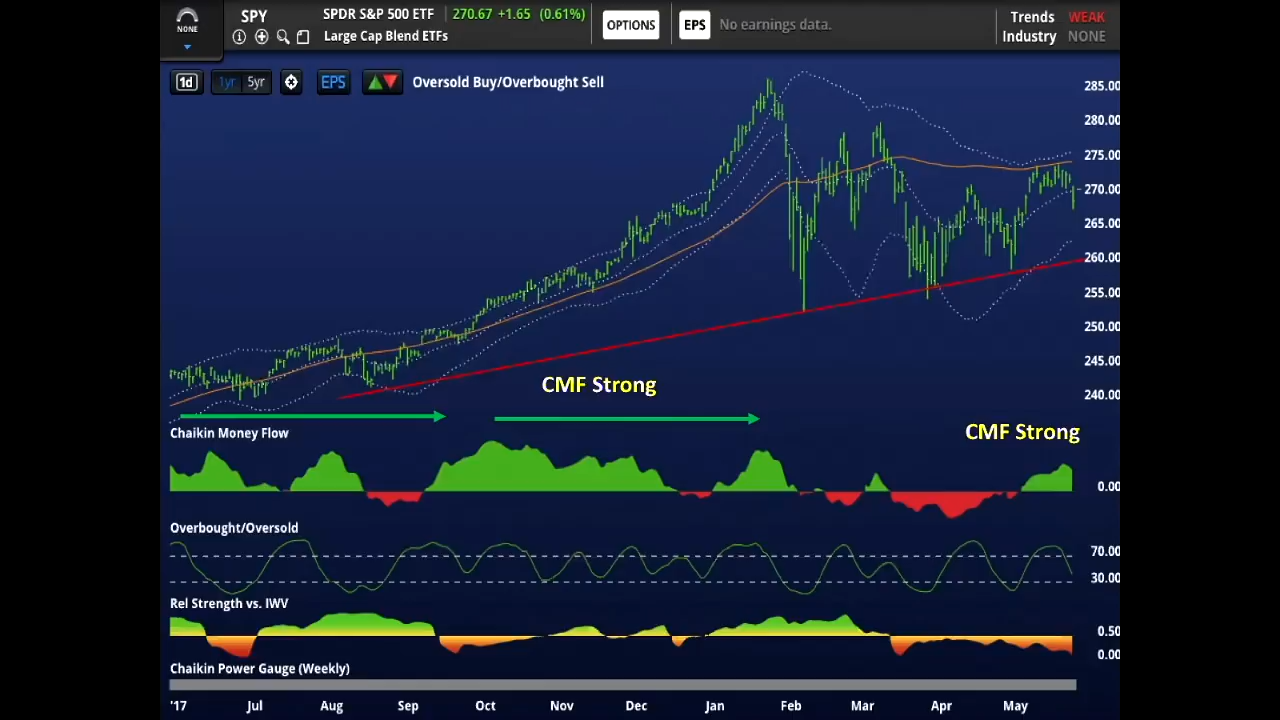 NONE
SPY
SPDR S&P 500 ETF
270.67 +1.65 (0.61%)
Large Cap Blend ETFs
OPTIONS
EPS
No earnings data.
Trends WEAK
Industry NONE
1d
1yr 5yr
EPS
Oversold Buy/Overbought Sell
285.00
280.00
275.00
270.00
265.00
260.00
255.00
250.00
245.00
240.00
CMF Strong
CMF Strong
Chaikin Money Flow
0.00
Overbought/Oversold
70.00
30.00
Rel Strength vs. IWV
0.50
0.00
Chaikin Power Gauge (Weekly)
'17 Jul Aug Sep Oct Nov Dec Jan Feb Mar Apr May